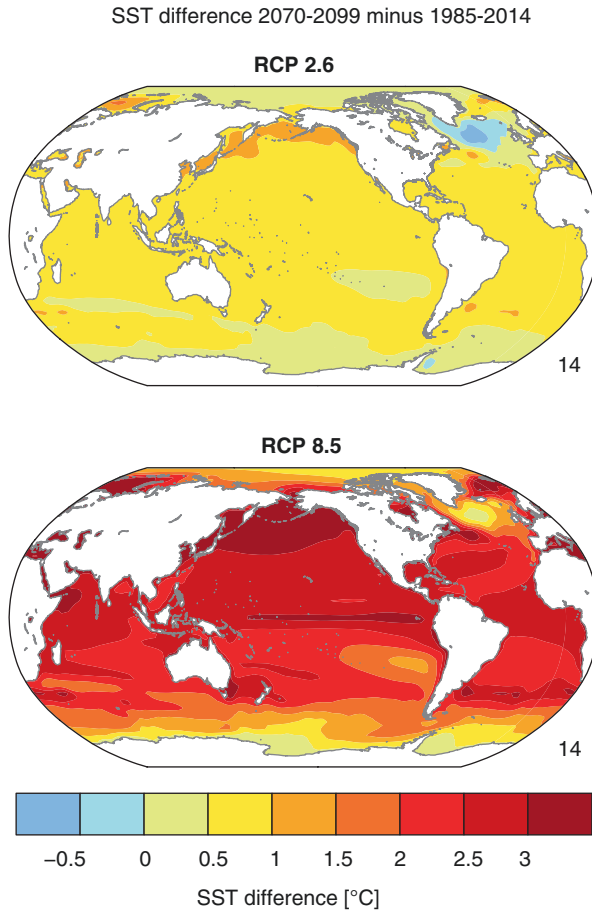 SST difference 2070-2099 minus 1985-2014
RCP 2.6
14
RCP 8.5
14
−0.5 0 0.5 1 1.5 2 2.5 3
SST difference [°C]